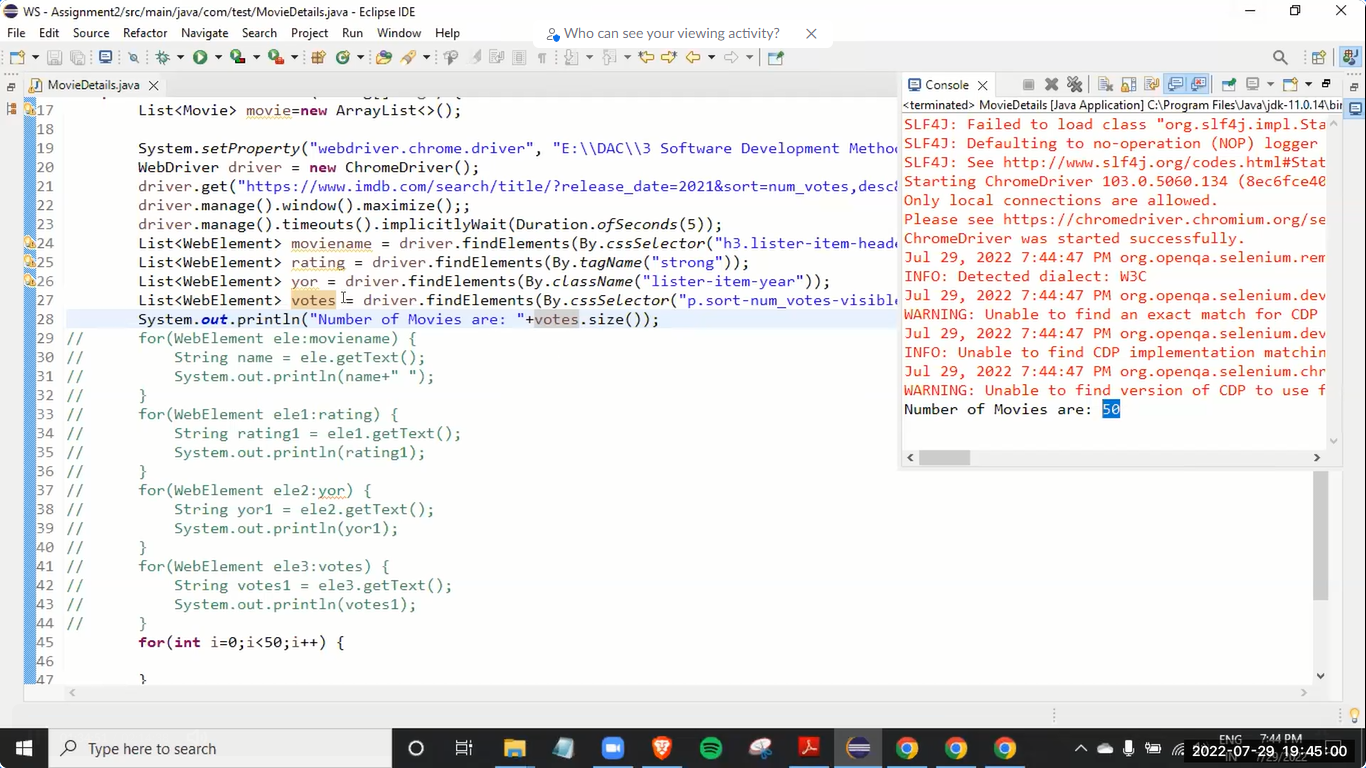 WS - Assignment2/src/main/java/com/test/MovieDetails.java - Eclipse IDE
File Edit Source Refactor Navigate Search Project Run Window Help
Who can see your viewing activity?
MovieDetails.java
Console
<terminated> MovieDetails [Java Application] C:\Program Files\Java\jdk-11.0.14\bin
17 List<Movie> movie=new ArrayList<>();
18
19 System.setProperty("webdriver.chrome.driver", "E:\\DAC\\3 Software Development Metho
20 WebDriver driver = new ChromeDriver();
21 driver.get("https://www.imdb.com/search/title/?release_date=2021&sort=num_votes,desc&
22 driver.manage().window().maximize();;
23 driver.manage().timeouts().implicitlyWait(Duration.ofSeconds(5));
24 List<WebElement> moviename = driver.findElements(By.cssSelector("h3.lister-item-heade
25 List<WebElement> rating = driver.findElements(By.tagName("strong"));
26 List<WebElement> yor = driver.findElements(By.className("lister-item-year"));
27 List<WebElement> votes = driver.findElements(By.cssSelector("p.sort-num_votes-visible
28 System.out.println("Number of Movies are: "+votes.size());
29 // for(WebElement ele:moviename) {
30 // String name = ele.getText();
31 // System.out.println(name+" ");
32 // }
33 // for(WebElement ele1:rating) {
34 // String rating1 = ele1.getText();
35 // System.out.println(rating1);
36 // }
37 // for(WebElement ele2:yor) {
38 // String yor1 = ele2.getText();
39 // System.out.println(yor1);
40 // }
41 // for(WebElement ele3:votes) {
42 // String votes1 = ele3.getText();
43 // System.out.println(votes1);
44 // }
45 for(int i=0;i<50;i++) {
46
47 }
SLF4J: Failed to load class "org.slf4j.impl.Sta
SLF4J: Defaulting to no-operation (NOP) logger
SLF4J: See http://www.slf4j.org/codes.html#Stat
Starting ChromeDriver 103.0.5060.134 (8ec6fce40
Only local connections are allowed.
Please see https://chromedriver.chromium.org/se
ChromeDriver was started successfully.
Jul 29, 2022 7:44:47 PM org.openqa.selenium.rem
INFO: Detected dialect: W3C
Jul 29, 2022 7:44:47 PM org.openqa.selenium.dev
WARNING: Unable to find an exact match for CDP
Jul 29, 2022 7:44:47 PM org.openqa.selenium.dev
INFO: Unable to find CDP implementation matchin
Jul 29, 2022 7:44:47 PM org.openqa.selenium.chr
WARNING: Unable to find version of CDP to use f
Number of Movies are: 50
Type here to search
ENG
7:44 PM
IN
2022-07-29, 19:45:00